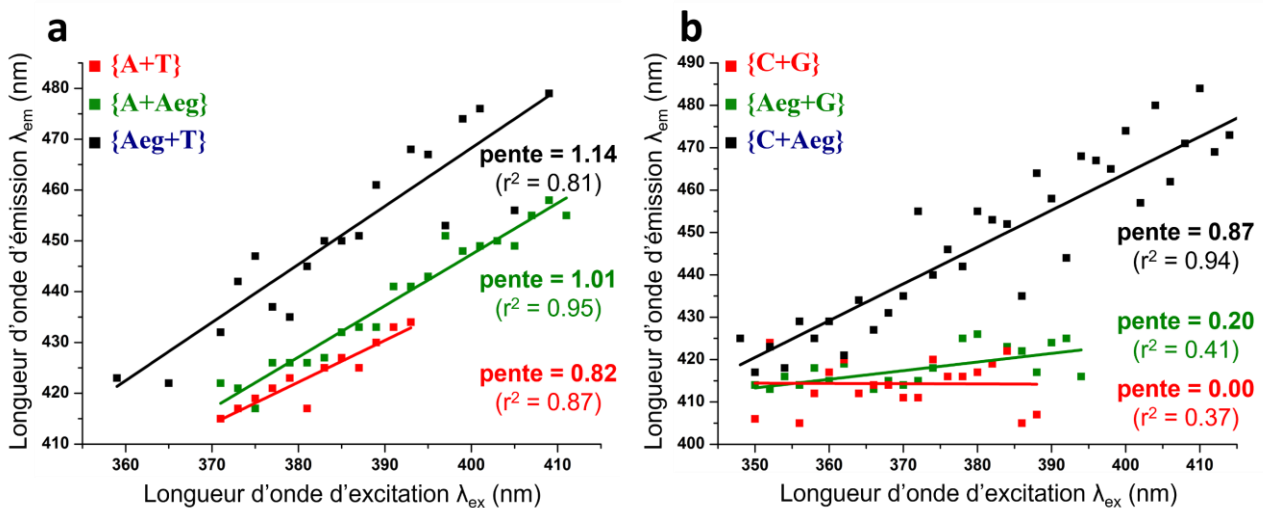 a
{A+T}
{A+Aeg}
{Aeg+T}
pente = 1.14
(r² = 0.81)
pente = 1.01
(r² = 0.95)
pente = 0.82
(r² = 0.87)
Longueur d'onde d'émission λem (nm)
480
470
460
450
440
430
420
410
360
370
380
390
400
410
Longueur d'onde d'excitation λex (nm)
b
{C+G}
{Aeg+G}
{C+Aeg}
pente = 0.87
(r² = 0.94)
pente = 0.20
(r² = 0.41)
pente = 0.00
(r² = 0.37)
Longueur d'onde d'émission λem (nm)
490
480
470
460
450
440
430
420
410
400
350
360
370
380
390
400
410
Longueur d'onde d'excitation λex (nm)